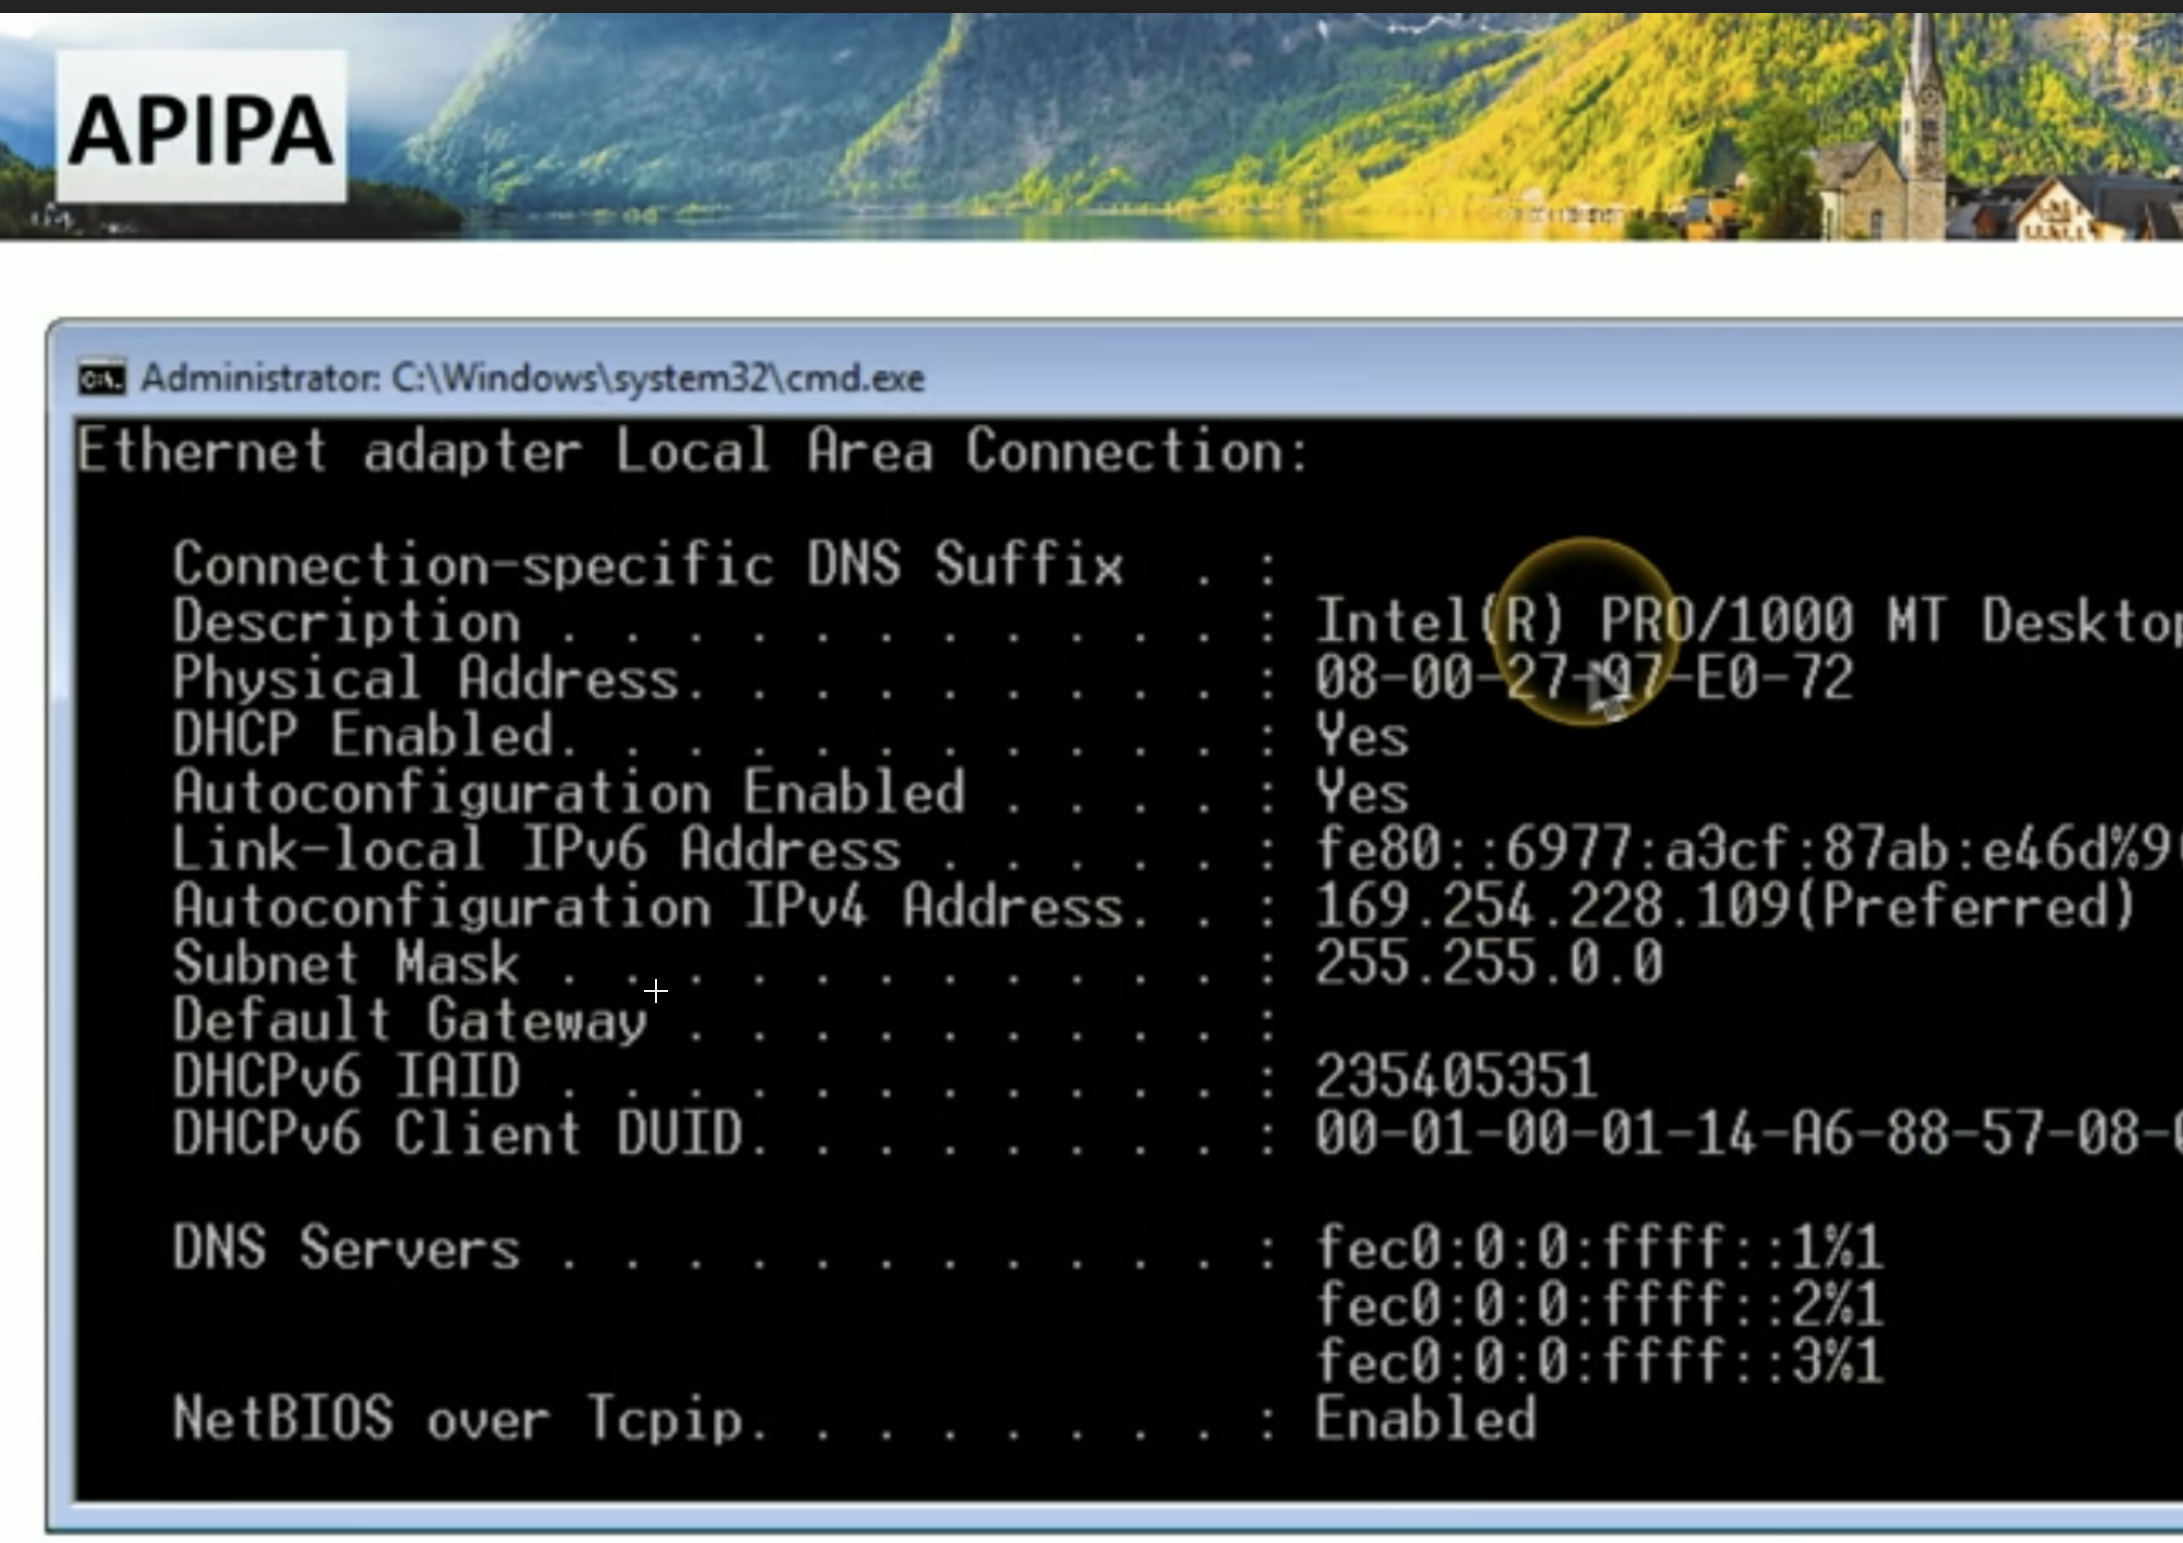 APIPA
Administrator: C:\Windows\system32\cmd.exe
Ethernet adapter Local Area Connection:
Connection-specific DNS Suffix . :
Description . . . . . . . . . . . : Intel(R) PRO/1000 MT Desktop
Physical Address. . . . . . . . . : 08-00-27-97-E0-72
DHCP Enabled. . . . . . . . . . . : Yes
Autoconfiguration Enabled . . . . : Yes
Link-local IPv6 Address . . . . . : fe80::6977:a3cf:87ab:e46d%9(
Autoconfiguration IPv4 Address. . : 169.254.228.109(Preferred)
Subnet Mask . . . . . . . . . . . : 255.255.0.0
Default Gateway . . . . . . . . . :
DHCPv6 IAID . . . . . . . . . . . : 235405351
DHCPv6 Client DUID. . . . . . . . : 00-01-00-01-14-A6-88-57-08-
DNS Servers . . . . . . . . . . . : fec0:0:0:ffff::1%1
fec0:0:0:ffff::2%1
fec0:0:0:ffff::3%1
NetBIOS over Tcpip. . . . . . . . : Enabled